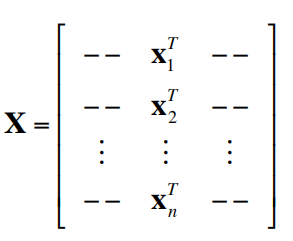 -- x_1^T --
-- x_2^T --
X =
⋮ ⋮ ⋮
-- x_n^T --